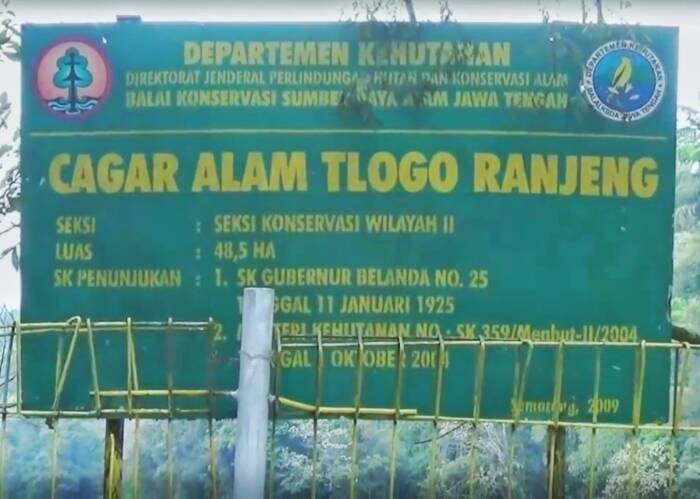 DEPARTEMEN KEHUTANAN
DIREKTORAT JENDERAL PERLINDUNGAN HUTAN DAN KONSERVASI ALAM
BALAI KONSERVASI SUMBER DAYA ALAM JAWA TENGAH
CAGAR ALAM TLOGO RANJENG
SEKSI : SEKSI KONSERVASI WILAYAH II
LUAS : 48,5 HA
SK PENUNJUKAN : 1. SK GUBERNUR BELANDA NO. 25
11 JANUARI 1925
2. KEHUTANAN NO : SK 359/Menhut-II/2004
OKTOBER 2004
Semarang, 2009